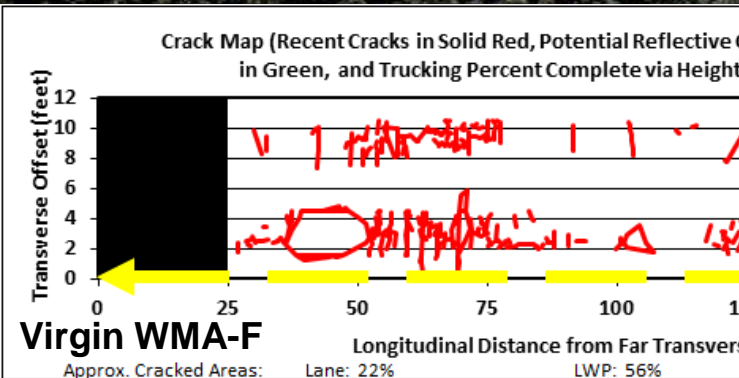 Crack Map (Recent Cracks in Solid Red, Potential Reflective
in Green, and Trucking Percent Complete via Height
Transverse Offset (feet)
12
10
8
6
4
2
0
0 25 50 75 100
Virgin WMA-F
Longitudinal Distance from Far
Approx. Cracked Areas: Lane: 22% LWP: 56%